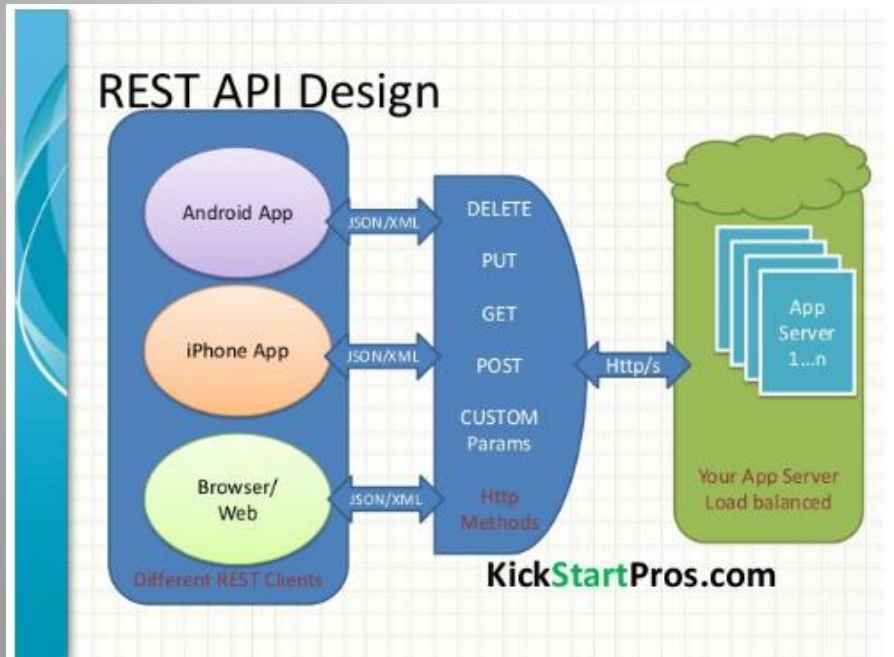 REST API Design
Android App
JSON/XML
iPhone App
JSON/XML
Browser/
Web
JSON/XML
Different REST Clients
DELETE
PUT
GET
POST
CUSTOM
Params
Http
Methods
Http/s
App
Server
1...n
Your App Server
Load balanced
KickStartPros.com